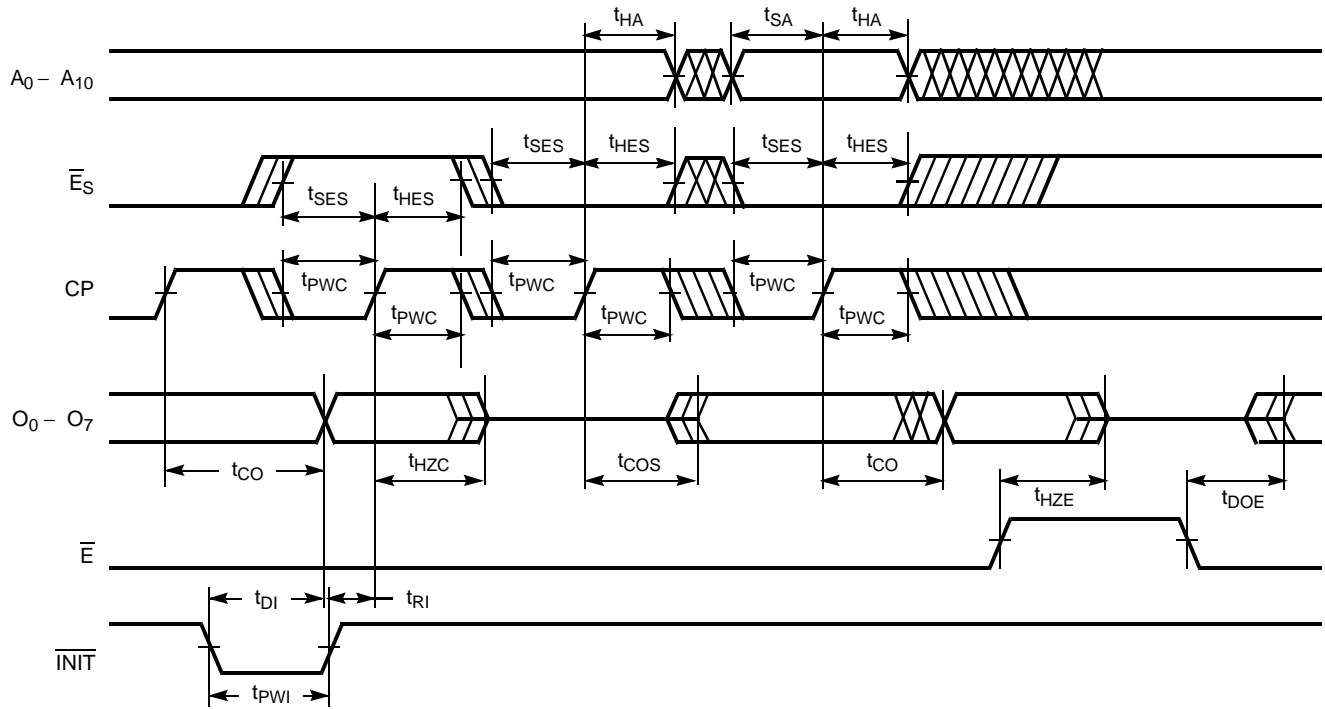 tHA tSA tHA
A0 – A10
tSES tHES tSES tHES
ES
tSES tHES
CP
tPWC tPWC tPWC
tPWC tPWC tPWC
O0 – O7
tCO tHZC tCOS tCO tHZE tDOE
E
tDI tRI
INIT
tPWI